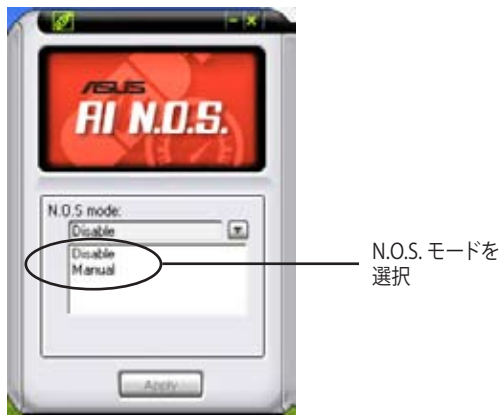 ASUS
AI N.O.S.
N.O.S mode:
Disable
Disable
Manual
N.O.S. モードを
選択
Apply